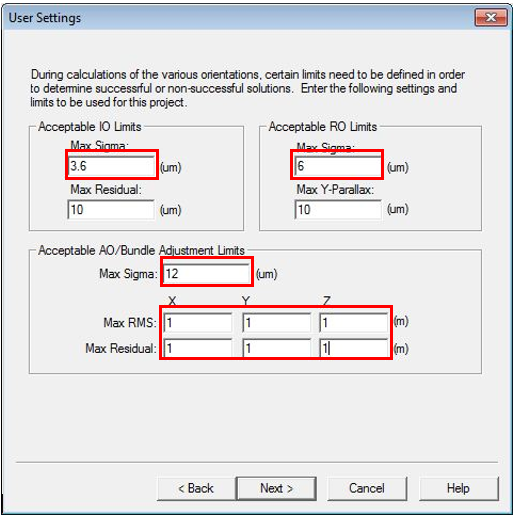 User Settings
During calculations of the various orientations, certain limits need to be defined in order
to determine successful or non-successful solutions. Enter the following settings and
limits to be used for this project.
Acceptable IO Limits
Max Sigma:
3.6 (um)
Max Residual:
10 (um)
Acceptable RO Limits
Max Sigma:
6 (um)
Max Y-Parallax:
10 (um)
Acceptable AO/Bundle Adjustment Limits
Max Sigma: 12 (um)
X Y Z
Max RMS: 1 1 1 (m)
Max Residual: 1 1 1 (m)
< Back Next > Cancel Help